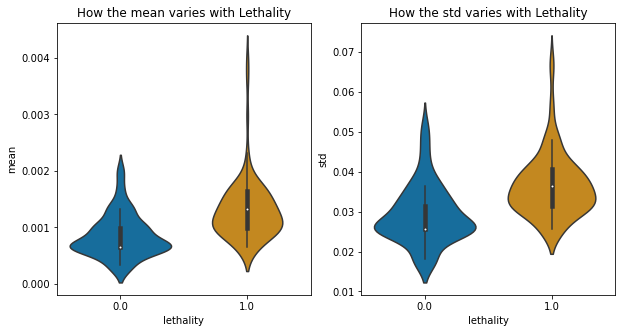 How the mean varies with Lethality
How the std varies with Lethality
mean
0.004
0.003
0.002
0.001
0.000
0.0
1.0
lethality
std
0.07
0.06
0.05
0.04
0.03
0.02
0.01
0.0
1.0
lethality